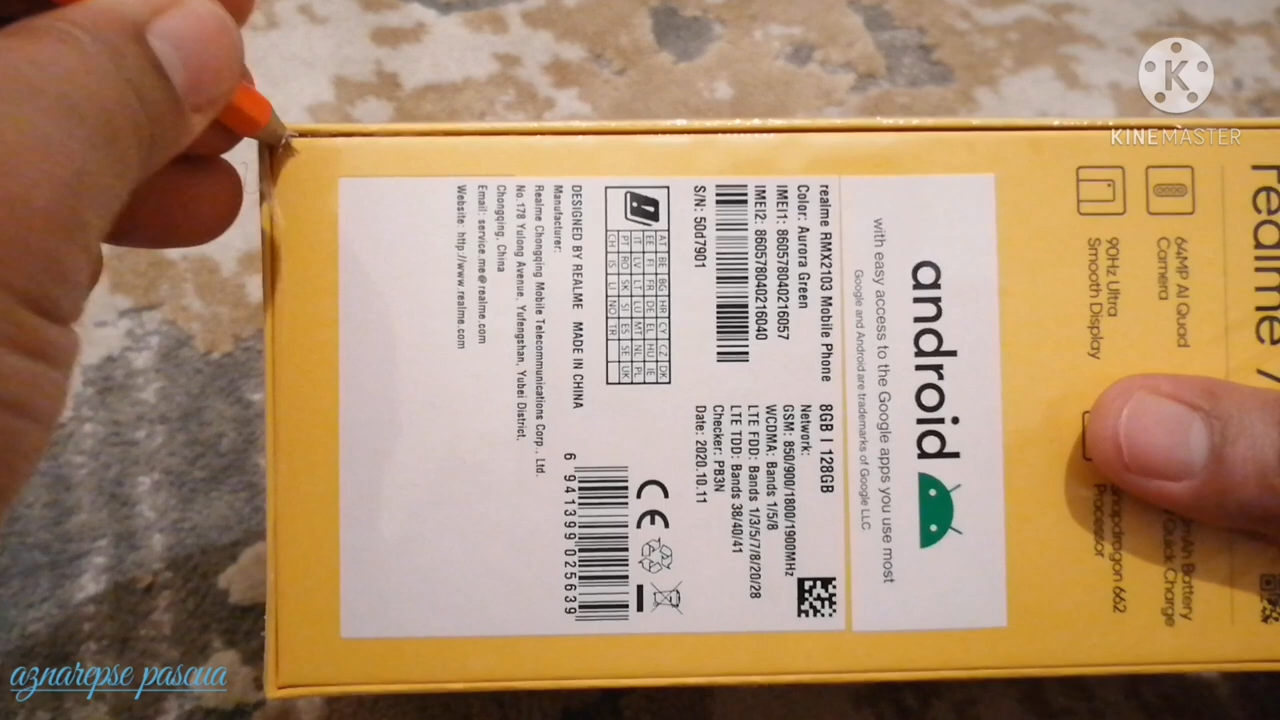 KINEMASTER
realme 7
64MP AI Quad
Camera
90Hz Ultra
Smooth Display
Battery
Quick Charge
Snapdragon 662
Processor
android
with easy access to the Google apps you use most
Google and Android are trademarks of Google LLC.
realme RMX2103 Mobile Phone 8GB | 128GB
Color: Aurora Green
IMEI1: 860578040216057
IMEI2: 860578040216040
Network:
GSM: 850/900/1800/1900MHz
WCDMA: Bands 1/5/8
LTE FDD: Bands 1/3/5/7/8/20/28
LTE TDD: Bands 38/40/41
Checker: PB3N
Date: 2020.10.11
S/N: 50d7901
AT BE BG HR CY CZ DK
EE FI FR DE EL HU IE
IT LV LT LU MT NL PL
PT RO SK SI ES SE UK
CH IS LI NO TR
CE
DESIGNED BY REALME MADE IN CHINA
Manufacturer:
Realme Chongqing Mobile Telecommunications Corp., Ltd.
No.178 Yulong Avenue, Yufengshan, Yubei District,
Chongqing, China
Email: service.me@realme.com
Website: http://www.realme.com
6 941399 025639
aznarepse pascua